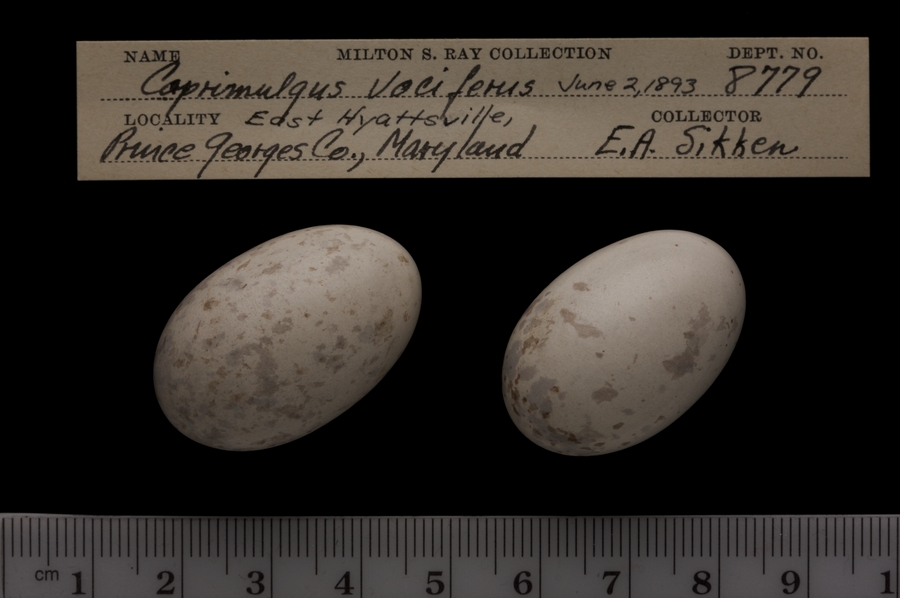 NAME MILTON S. RAY COLLECTION DEPT. NO.
Caprimulgus vociferus June 2, 1893 8779
LOCALITY East Hyattsville, COLLECTOR
Prince Georges Co., Maryland E.A. Sikken
cm 1 2 3 4 5 6 7 8 9 1